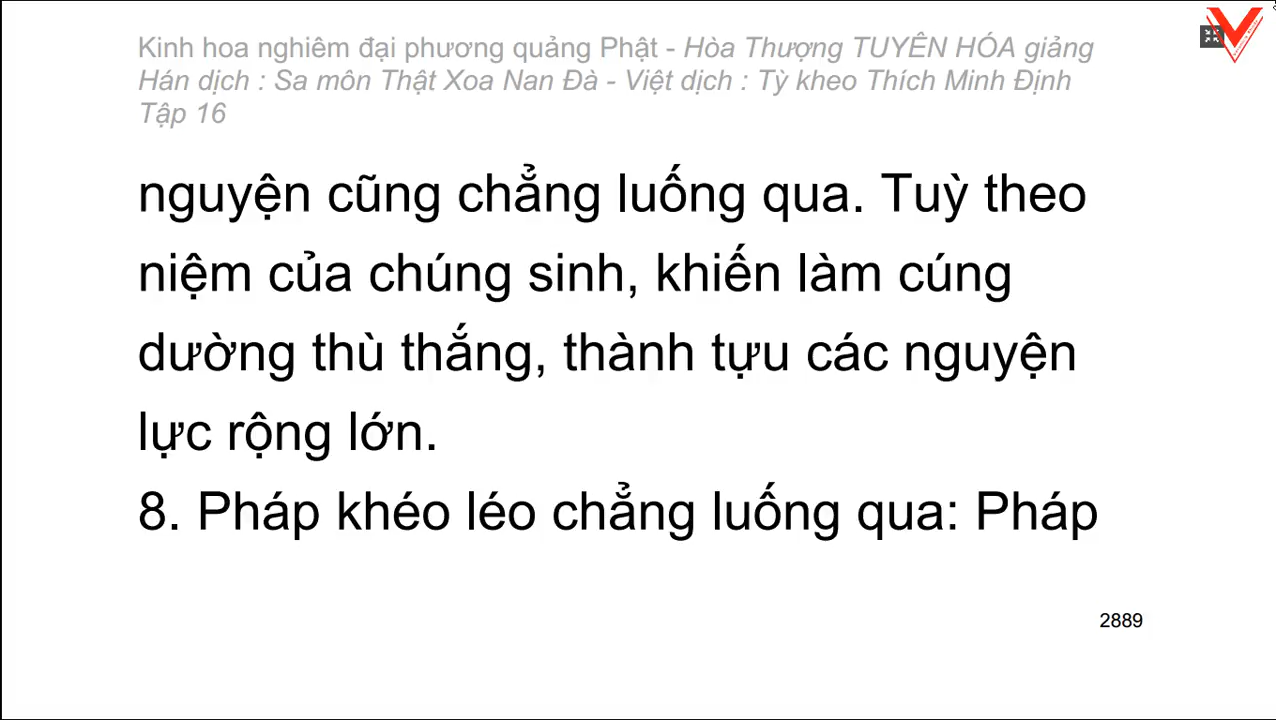 Kinh hoa nghiêm đại phương quảng Phật - Hòa Thượng TUYÊN HÓA giảng
Hán dịch : Sa môn Thật Xoa Nan Đà - Việt dịch : Tỳ kheo Thích Minh Định
Tập 16
nguyện cũng chẳng luống qua. Tuỳ theo
niệm của chúng sinh, khiến làm cúng
dường thù thắng, thành tựu các nguyện
lực rộng lớn.
8. Pháp khéo léo chẳng luống qua: Pháp
2889